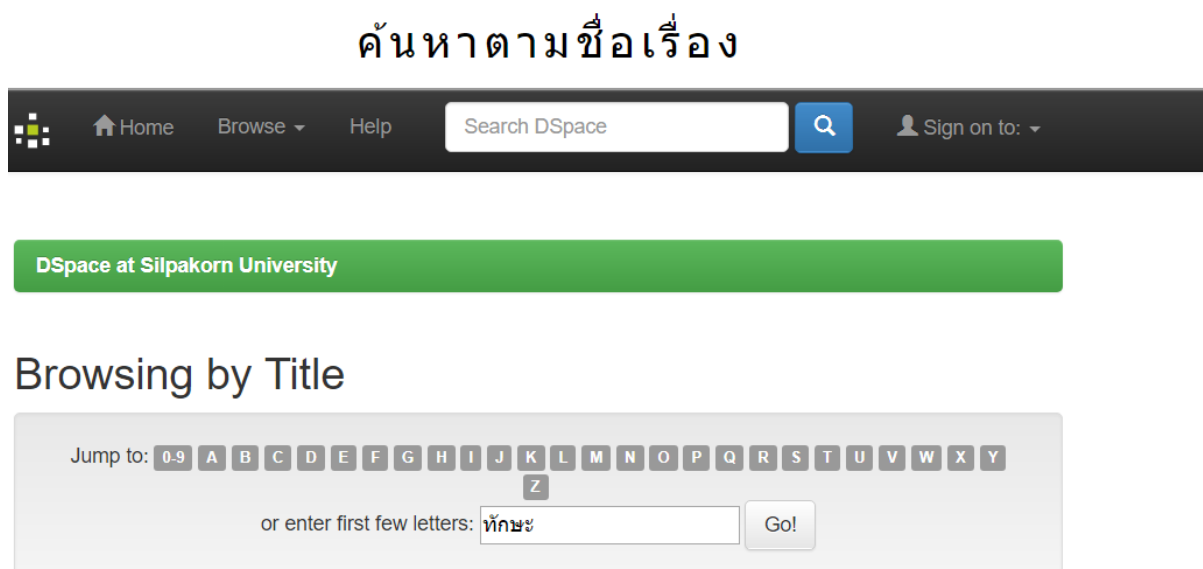 ค้นหาตามชื่อเรื่อง
Home Browse Help Search DSpace Sign on to:
DSpace at Silpakorn University
Browsing by Title
Jump to: 0-9 A B C D E F G H I J K L M N O P Q R S T U V W X Y
Z
or enter first few letters: ทักษะ Go!